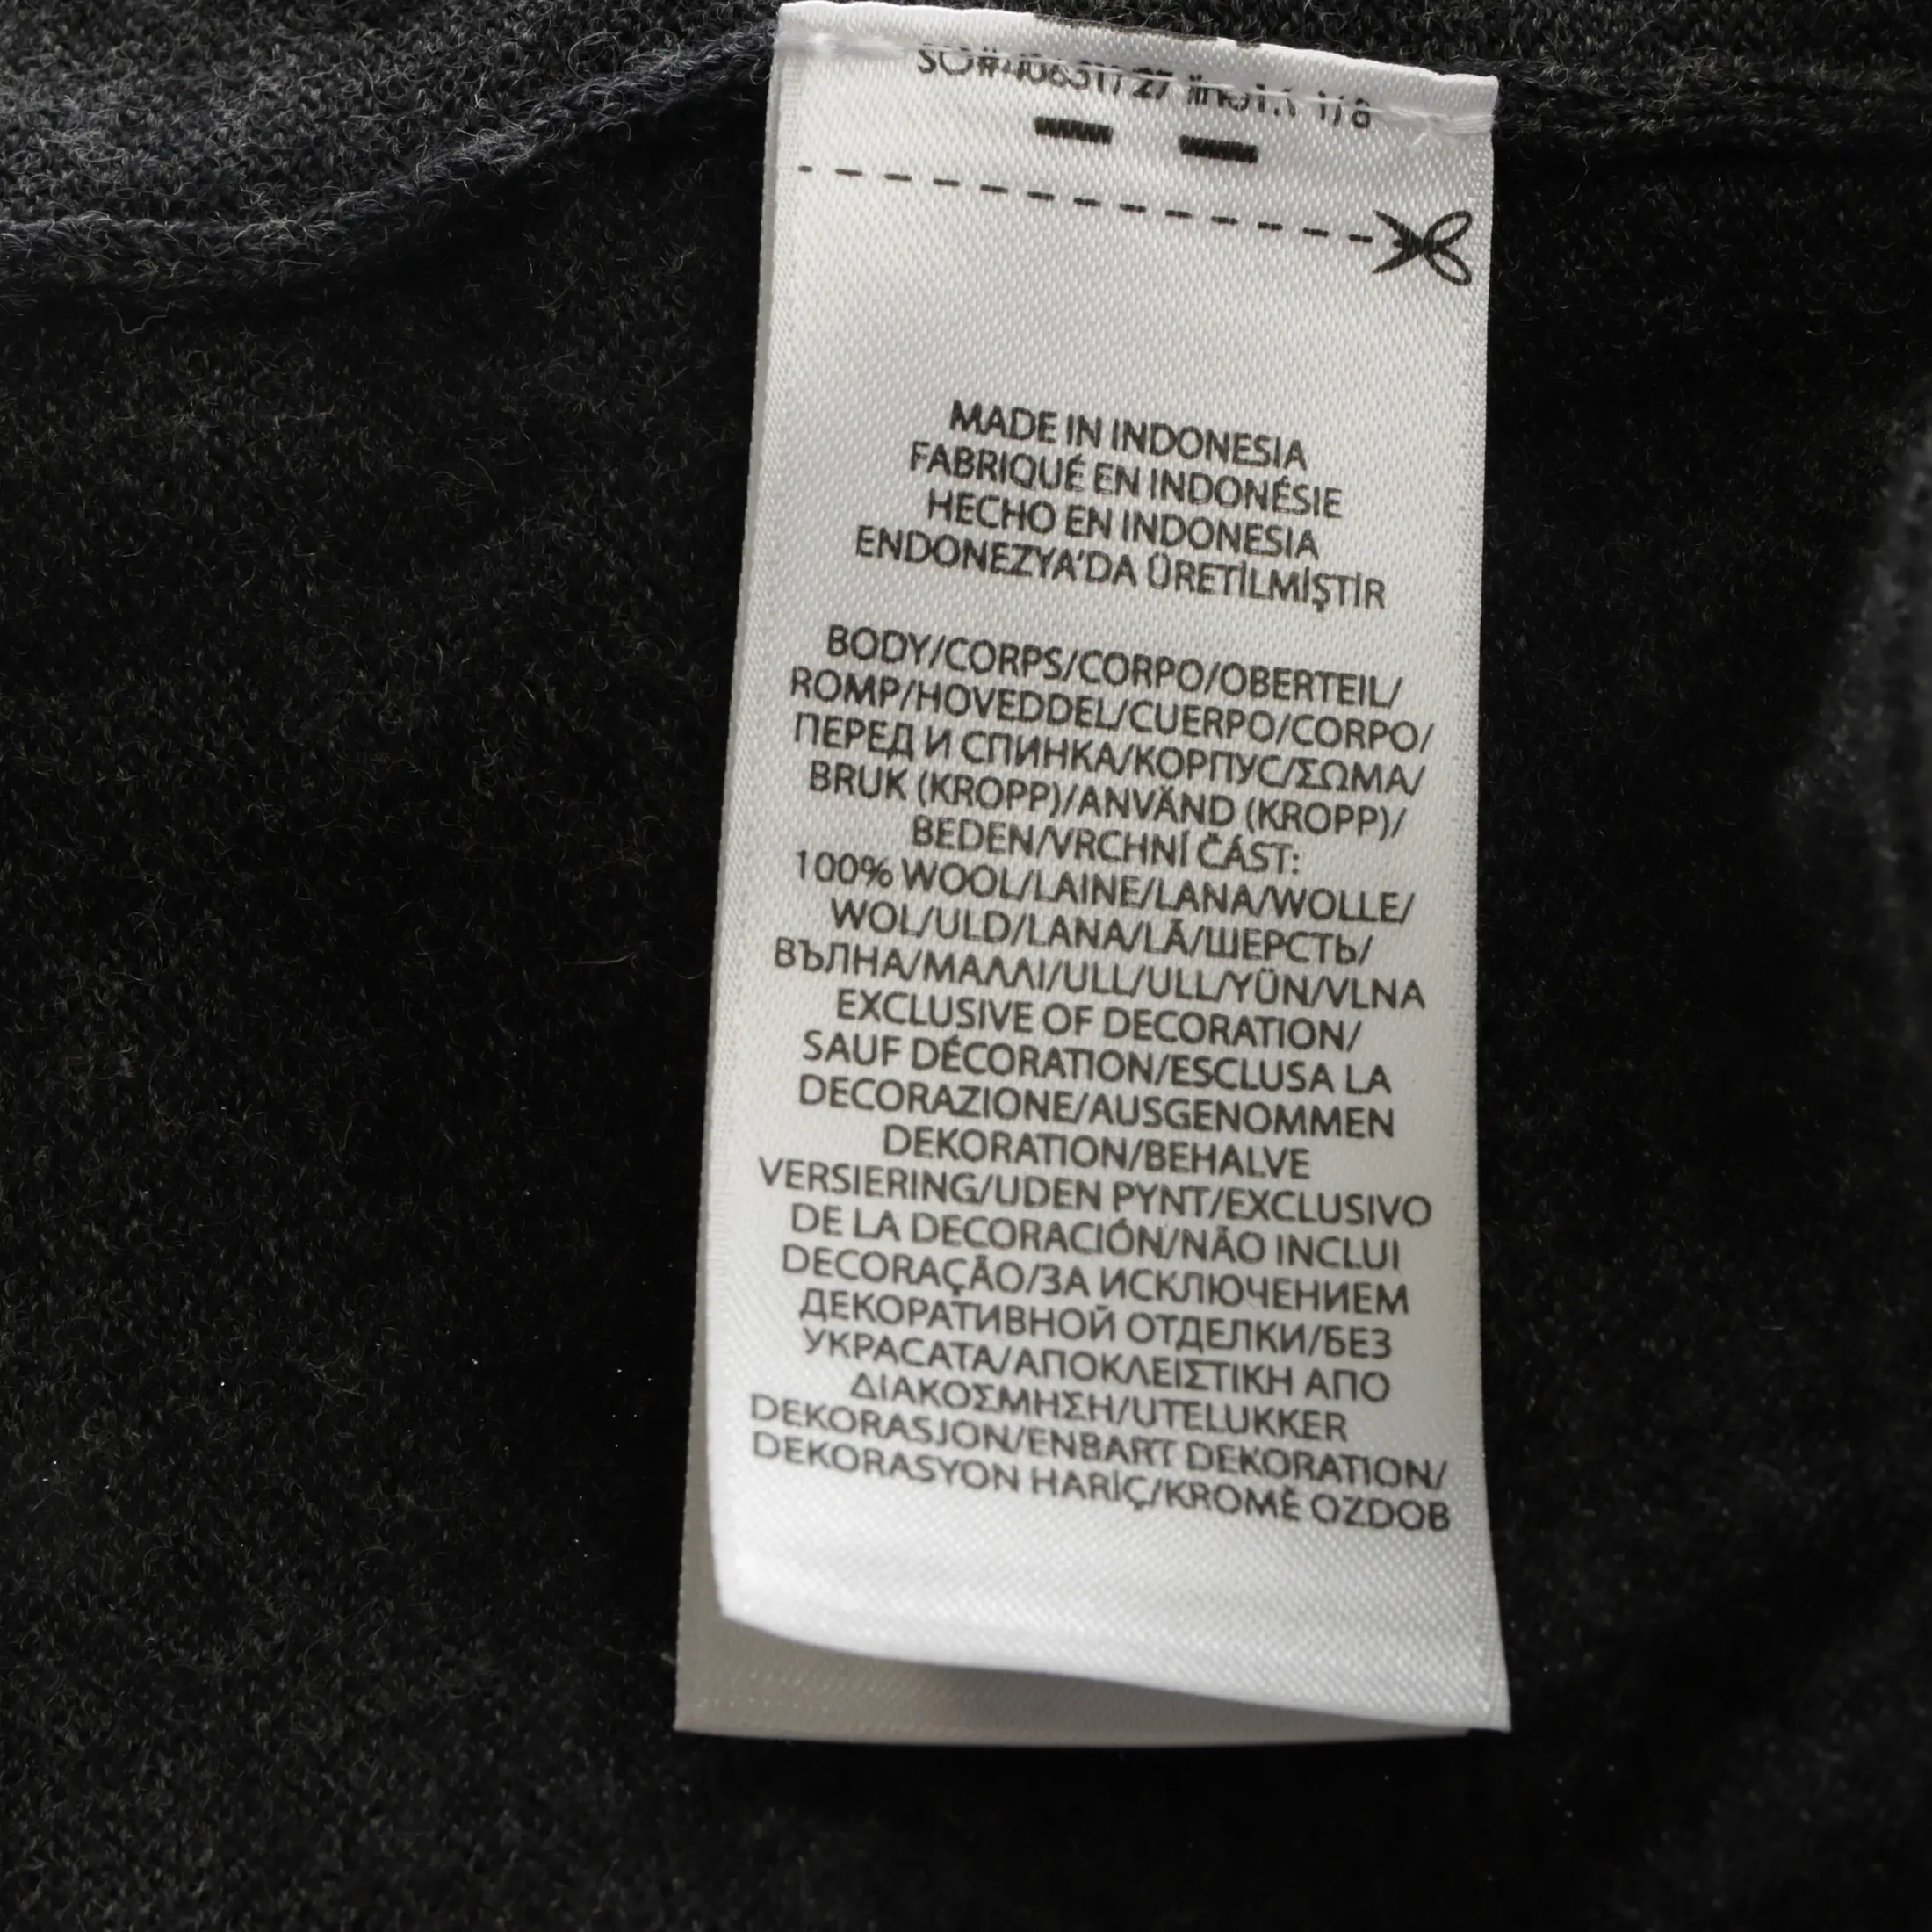 MADE IN INDONESIA
FABRIQUÉ EN INDONÉSIE
HECHO EN INDONESIA
ENDONEZYA'DA ÜRETİLMİŞTİR
BODY/CORPS/CORPO/OBERTEIL/
ROMP/HOVEDDEL/CUERPO/CORPO/
ПЕРЕД И СПИНКА/КОРПУС/ΣΩΜΑ/
BRUK (KROPP)/ANVÄND (KROPP)/
BEDEN/VRCHNÍ ČÁST:
100% WOOL/LAINE/LANA/WOLLE/
WOL/ULD/LANA/LÃ/ШЕРСТЬ/
ВЪЛНА/ΜΑΛΛΙ/ULL/ULL/YÜN/VLNA
EXCLUSIVE OF DECORATION/
SAUF DÉCORATION/ESCLUSA LA
DECORAZIONE/AUSGENOMMEN
DEKORATION/BEHALVE
VERSIERING/UDEN PYNT/EXCLUSIVO
DE LA DECORACIÓN/NÃO INCLUI
DECORAÇÃO/ЗА ИСКЛЮЧЕНИЕМ
ДЕКОРАТИВНОЙ ОТДЕЛКИ/БЕЗ
УКРАСАТА/ΑΠΟΚΛΕΙΣΤΙΚΗ ΑΠΟ
ΔΙΑΚΟΣΜΗΣΗ/UTELUKKER
DEKORASJON/ENBART DEKORATION/
DEKORASYON HARİÇ/KROMĚ OZDOB